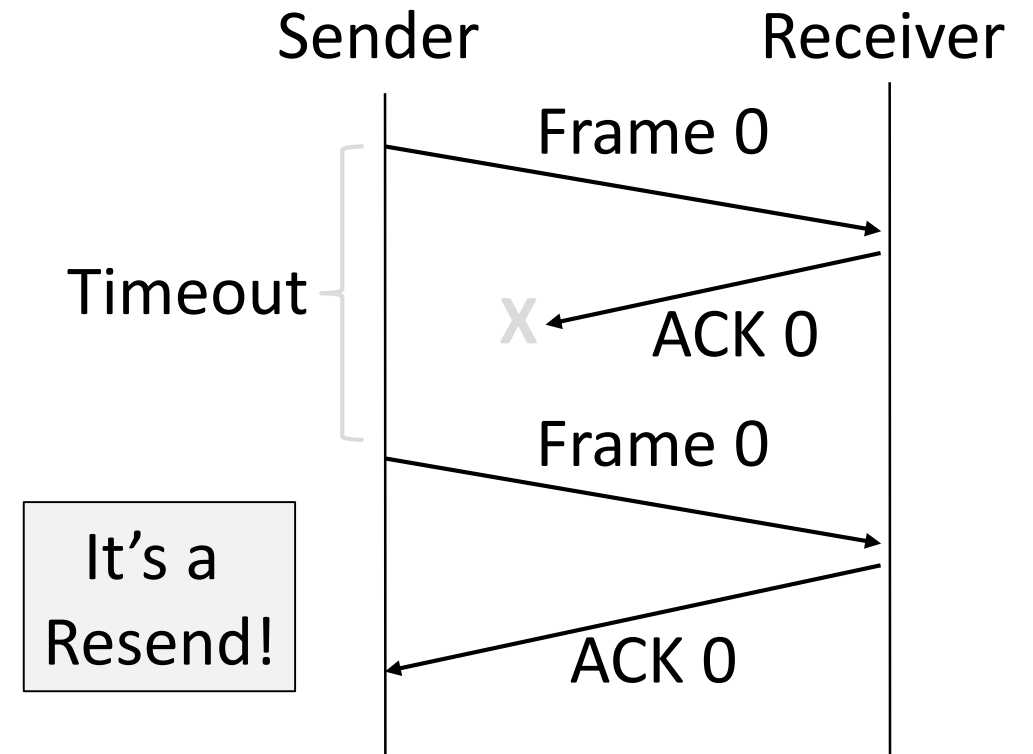 Sender
Receiver
Frame 0
Timeout
X
ACK 0
Frame 0
It’s a
Resend!
ACK 0